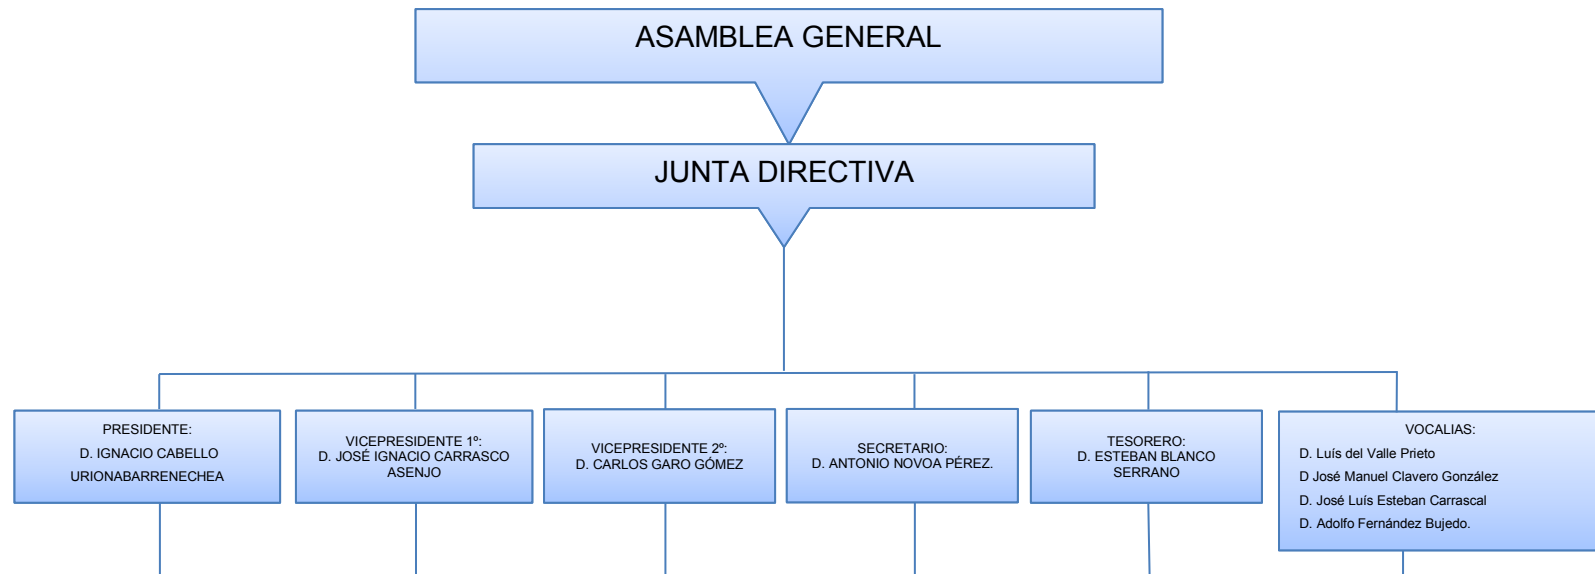 ASAMBLEA GENERAL
JUNTA DIRECTIVA
PRESIDENTE:
D. IGNACIO CABELLO
URIONABARRENECHEA
VICEPRESIDENTE 1º:
D. JOSÉ IGNACIO CARRASCO
ASENJO
VICEPRESIDENTE 2º:
D. CARLOS GARO GÓMEZ
SECRETARIO:
D. ANTONIO NOVOA PÉREZ.
TESORERO:
D. ESTEBAN BLANCO
SERRANO
VOCALIAS:
D. Luís del Valle Prieto
D José Manuel Clavero González
D. José Luís Esteban Carrascal
D. Adolfo Fernández Bujedo.